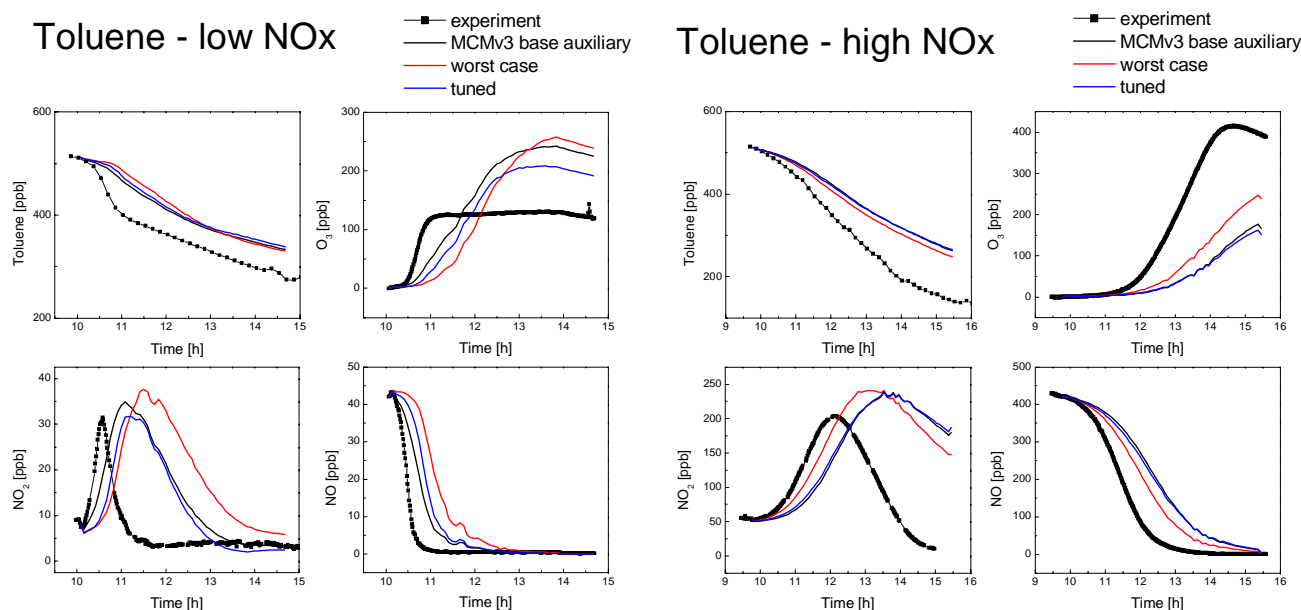 Toluene - low NOx
experiment
MCMv3 base auxiliary
worst case
tuned
600
400
200
Toluene [ppb]
10 11 12 13 14 15
Time [h]
300
200
100
0
O3 [ppb]
10 11 12 13 14 15
Time [h]
40
30
20
10
0
NO2 [ppb]
10 11 12 13 14 15
Time [h]
50
40
30
20
10
0
NO [ppb]
10 11 12 13 14 15
Time [h]
Toluene - high NOx
experiment
MCMv3 base auxiliary
worst case
tuned
600
400
200
Toluene [ppb]
9 10 11 12 13 14 15 16
Time [h]
400
300
200
100
0
O3 [ppb]
9 10 11 12 13 14 15 16
Time [h]
250
200
150
100
50
0
NO2 [ppb]
9 10 11 12 13 14 15 16
Time [h]
500
400
300
200
100
0
NO [ppb]
9 10 11 12 13 14 15 16
Time [h]